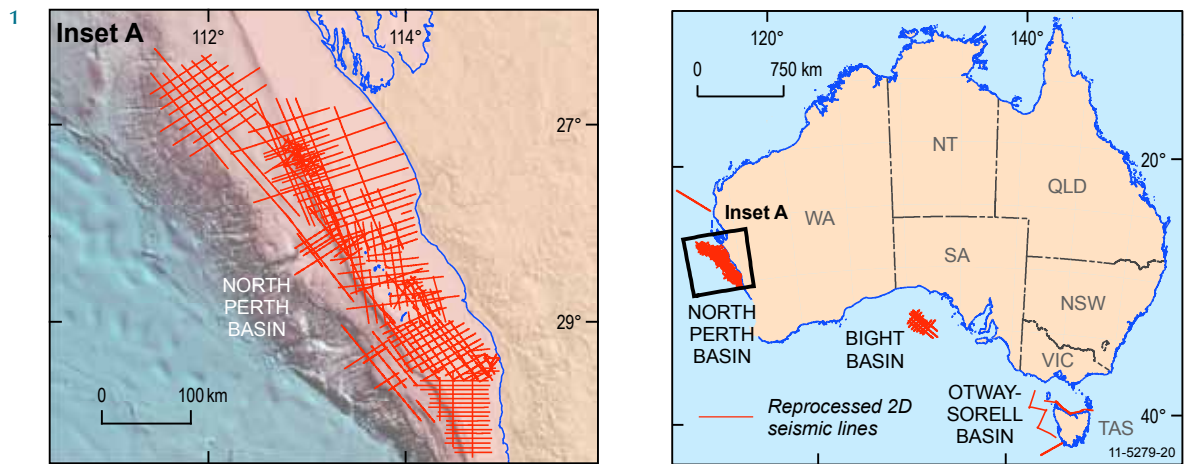 1
Inset A
112°
114°
27°
29°
NORTH
PERTH
BASIN
0
100 km
120°
140°
0
750 km
NT
20°
QLD
Inset A
WA
SA
NSW
NORTH
PERTH
BASIN
BIGHT
BASIN
VIC
OTWAY-
SORELL
BASIN
Reprocessed 2D
seismic lines
TAS
40°
11-5279-20